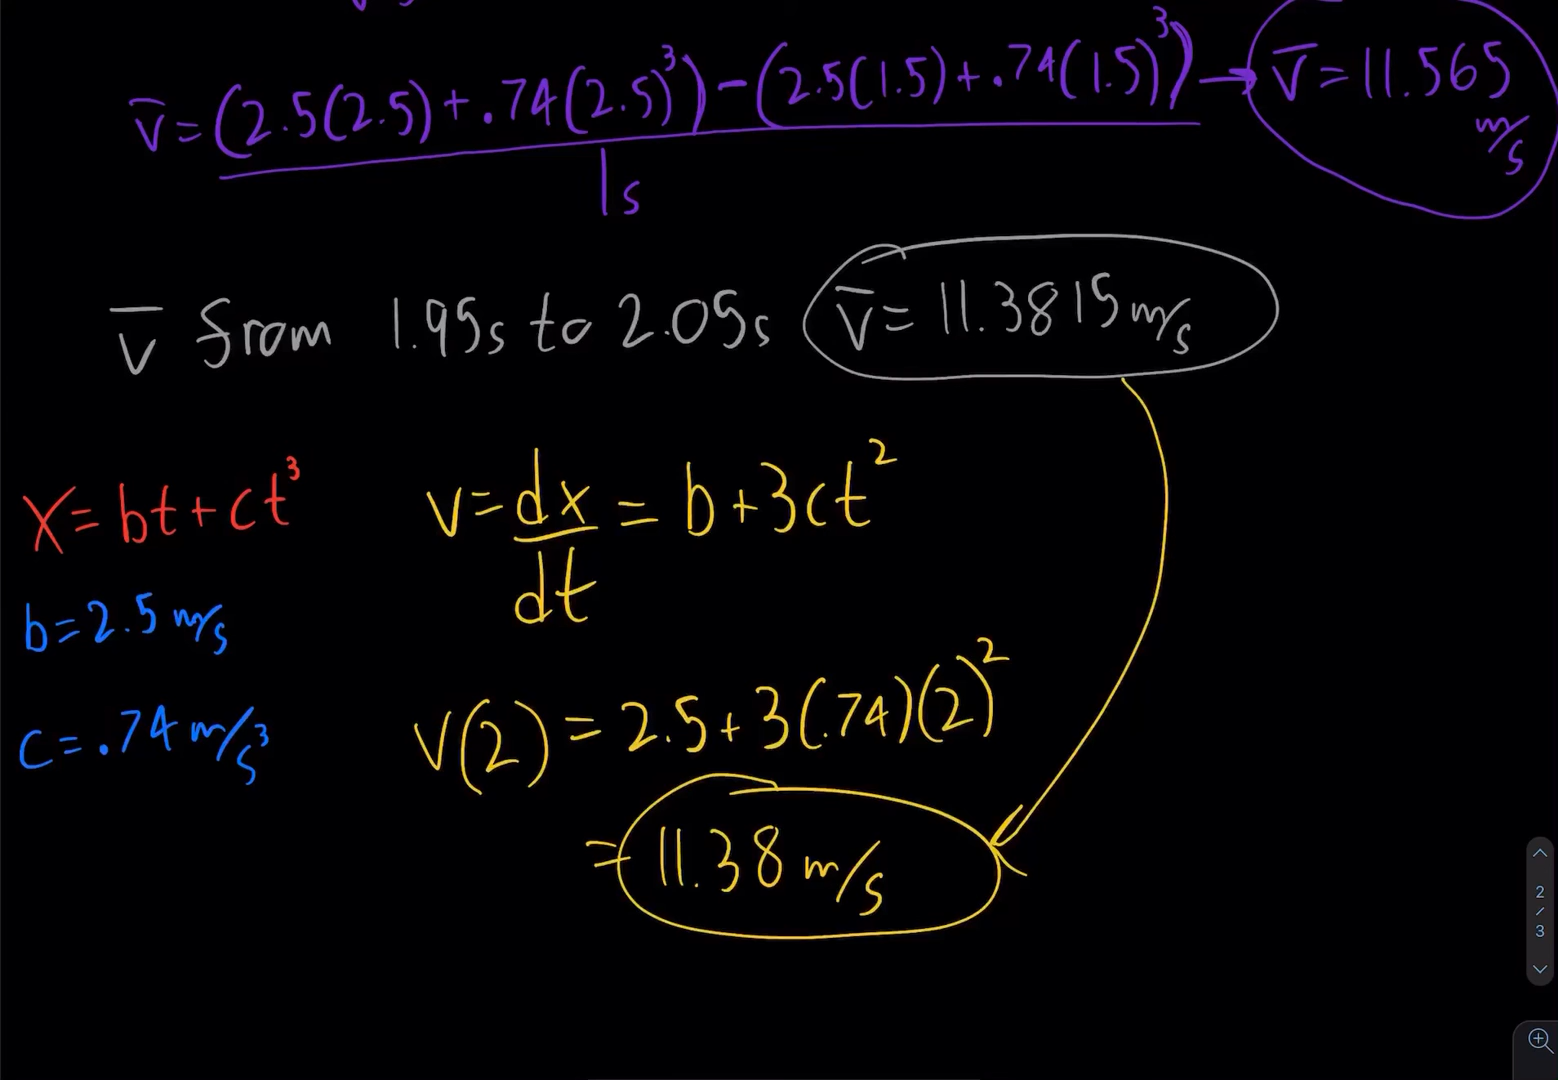 v̄ = (2.5(2.5)+.74(2.5)³)-(2.5(1.5)+.74(1.5)³) → v̄ = 11.565 m/s
1s
v̄ from 1.95s to 2.05s v̄ = 11.3815 m/s
x = bt + ct³ v = dx/dt = b + 3ct²
b = 2.5 m/s
c = .74 m/s³ v(2) = 2.5 + 3(.74)(2)²
= 11.38 m/s
2
/
3